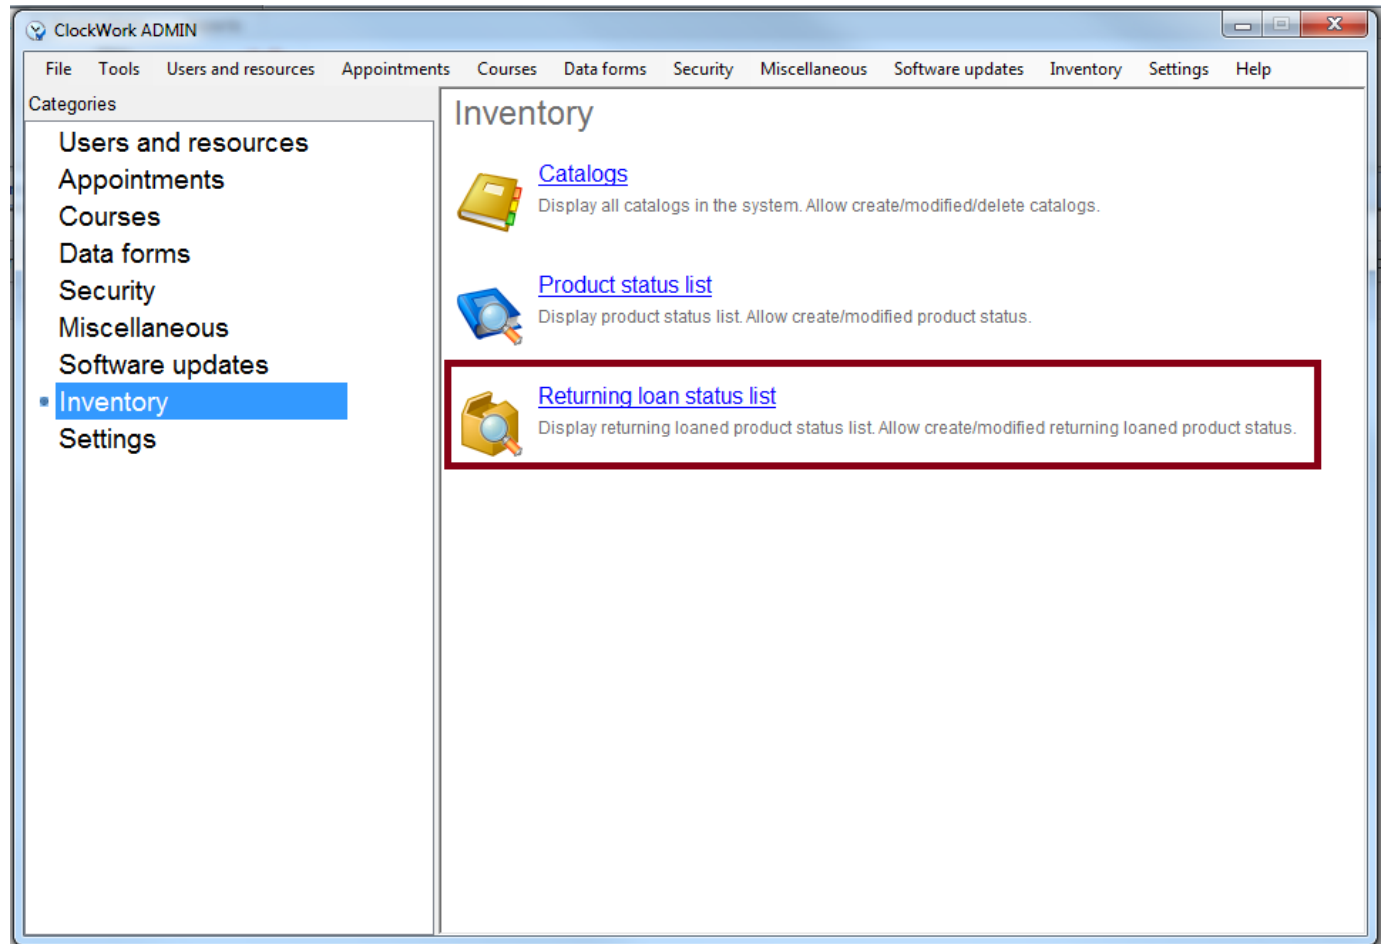 ClockWork ADMIN
File Tools Users and resources Appointments Courses Data forms Security Miscellaneous Software updates Inventory Settings Help
Categories
Users and resources
Appointments
Courses
Data forms
Security
Miscellaneous
Software updates
Inventory
Settings
Inventory
Catalogs
Display all catalogs in the system. Allow create/modified/delete catalogs.
Product status list
Display product status list. Allow create/modified product status.
Returning loan status list
Display returning loaned product status list. Allow create/modified returning loaned product status.